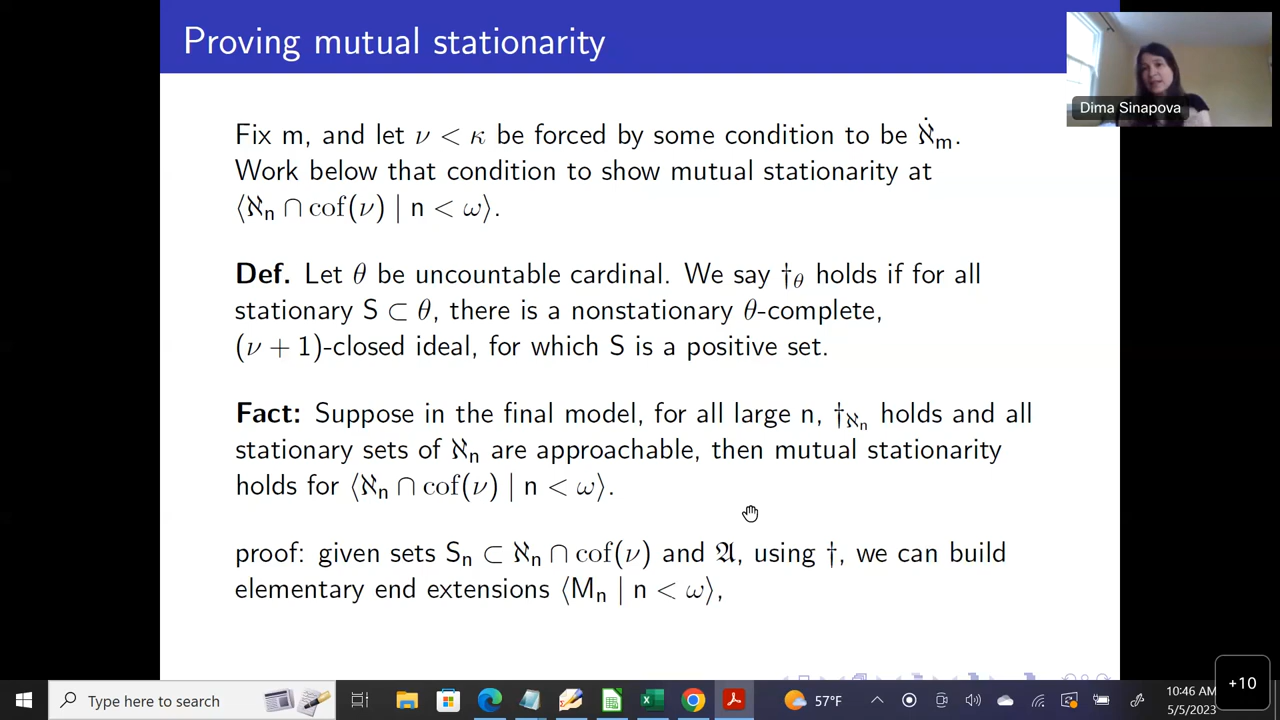 Proving mutual stationarity
Dima Sinapova
Fix m, and let ν < κ be forced by some condition to be ℵ̇ₘ.
Work below that condition to show mutual stationarity at
⟨ℵₙ ∩ cof(ν) | n < ω⟩.
Def. Let θ be uncountable cardinal. We say †_θ holds if for all
stationary S ⊂ θ, there is a nonstationary θ-complete,
(ν + 1)-closed ideal, for which S is a positive set.
Fact: Suppose in the final model, for all large n, †_ℵₙ holds and all
stationary sets of ℵₙ are approachable, then mutual stationarity
holds for ⟨ℵₙ ∩ cof(ν) | n < ω⟩.
proof: given sets Sₙ ⊂ ℵₙ ∩ cof(ν) and 𝔄, using †, we can build
elementary end extensions ⟨Mₙ | n < ω⟩,
+10
Type here to search
57°F
10:46 AM
5/5/2023